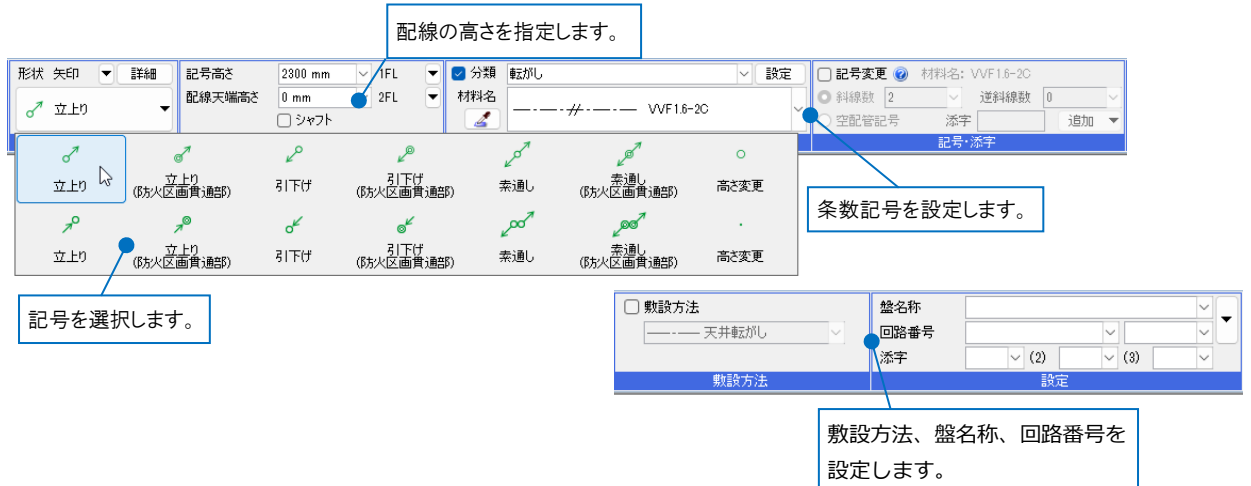 配線の高さを指定します。
形状 矢印 詳細 記号高さ 2800 mm 1FL 分類 転がし 設定 記号変更 材料名: VVF1.6-2C
立上り 配線天端高さ 0 mm 2FL 材料名 VVF1.6-2C 斜線数 2 逆斜線数 0
シャフト 空配管記号 添字 追加
記号・添字
立上り 立上り 引下げ 引下げ 素通し 素通し 高さ変更
(防火区画貫通部) (防火区画貫通部) (防火区画貫通部)
立上り 立上り 引下げ 引下げ 素通し 素通し 高さ変更
(防火区画貫通部) (防火区画貫通部) (防火区画貫通部)
条数記号を設定します。
記号を選択します。
敷設方法 盤名称
天井転がし 回路番号
添字 (2) (3)
敷設方法 設定
敷設方法、盤名称、回路番号を
設定します。